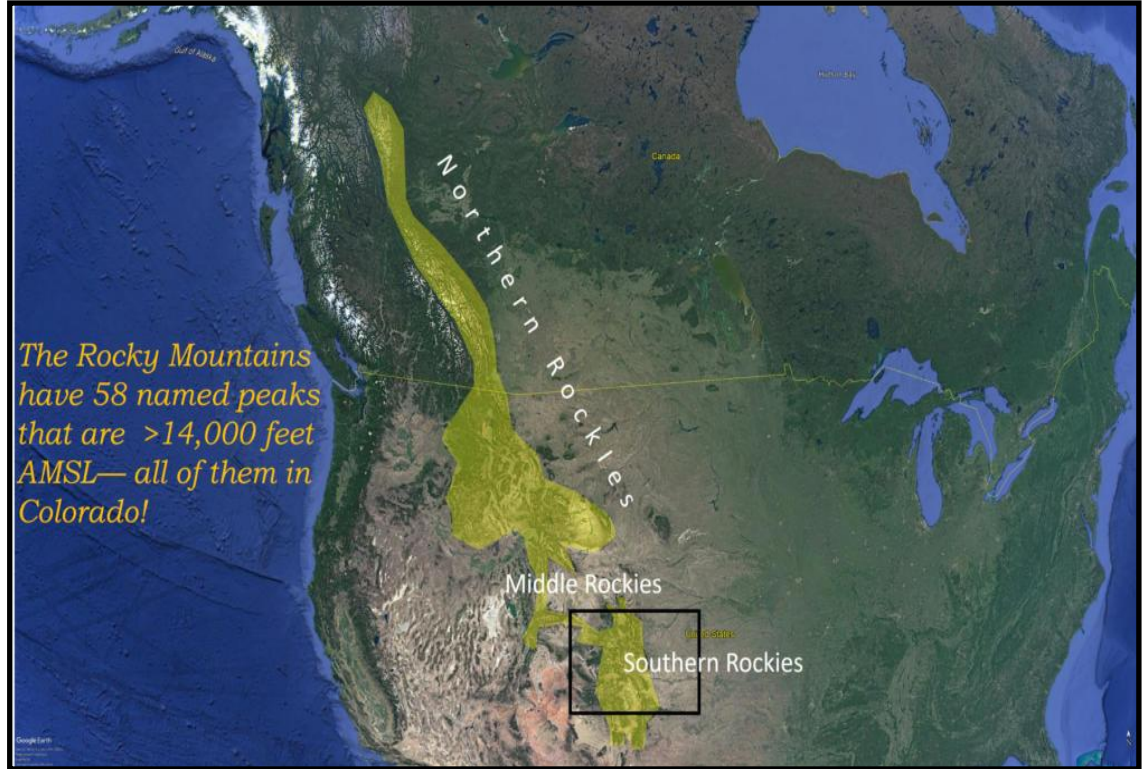 Gulf of Alaska
Hudson Bay
Canada
Northern Rockies
The Rocky Mountains
have 58 named peaks
that are >14,000 feet
AMSL— all of them in
Colorado!
Middle Rockies
United States
Southern Rockies
Google Earth
N